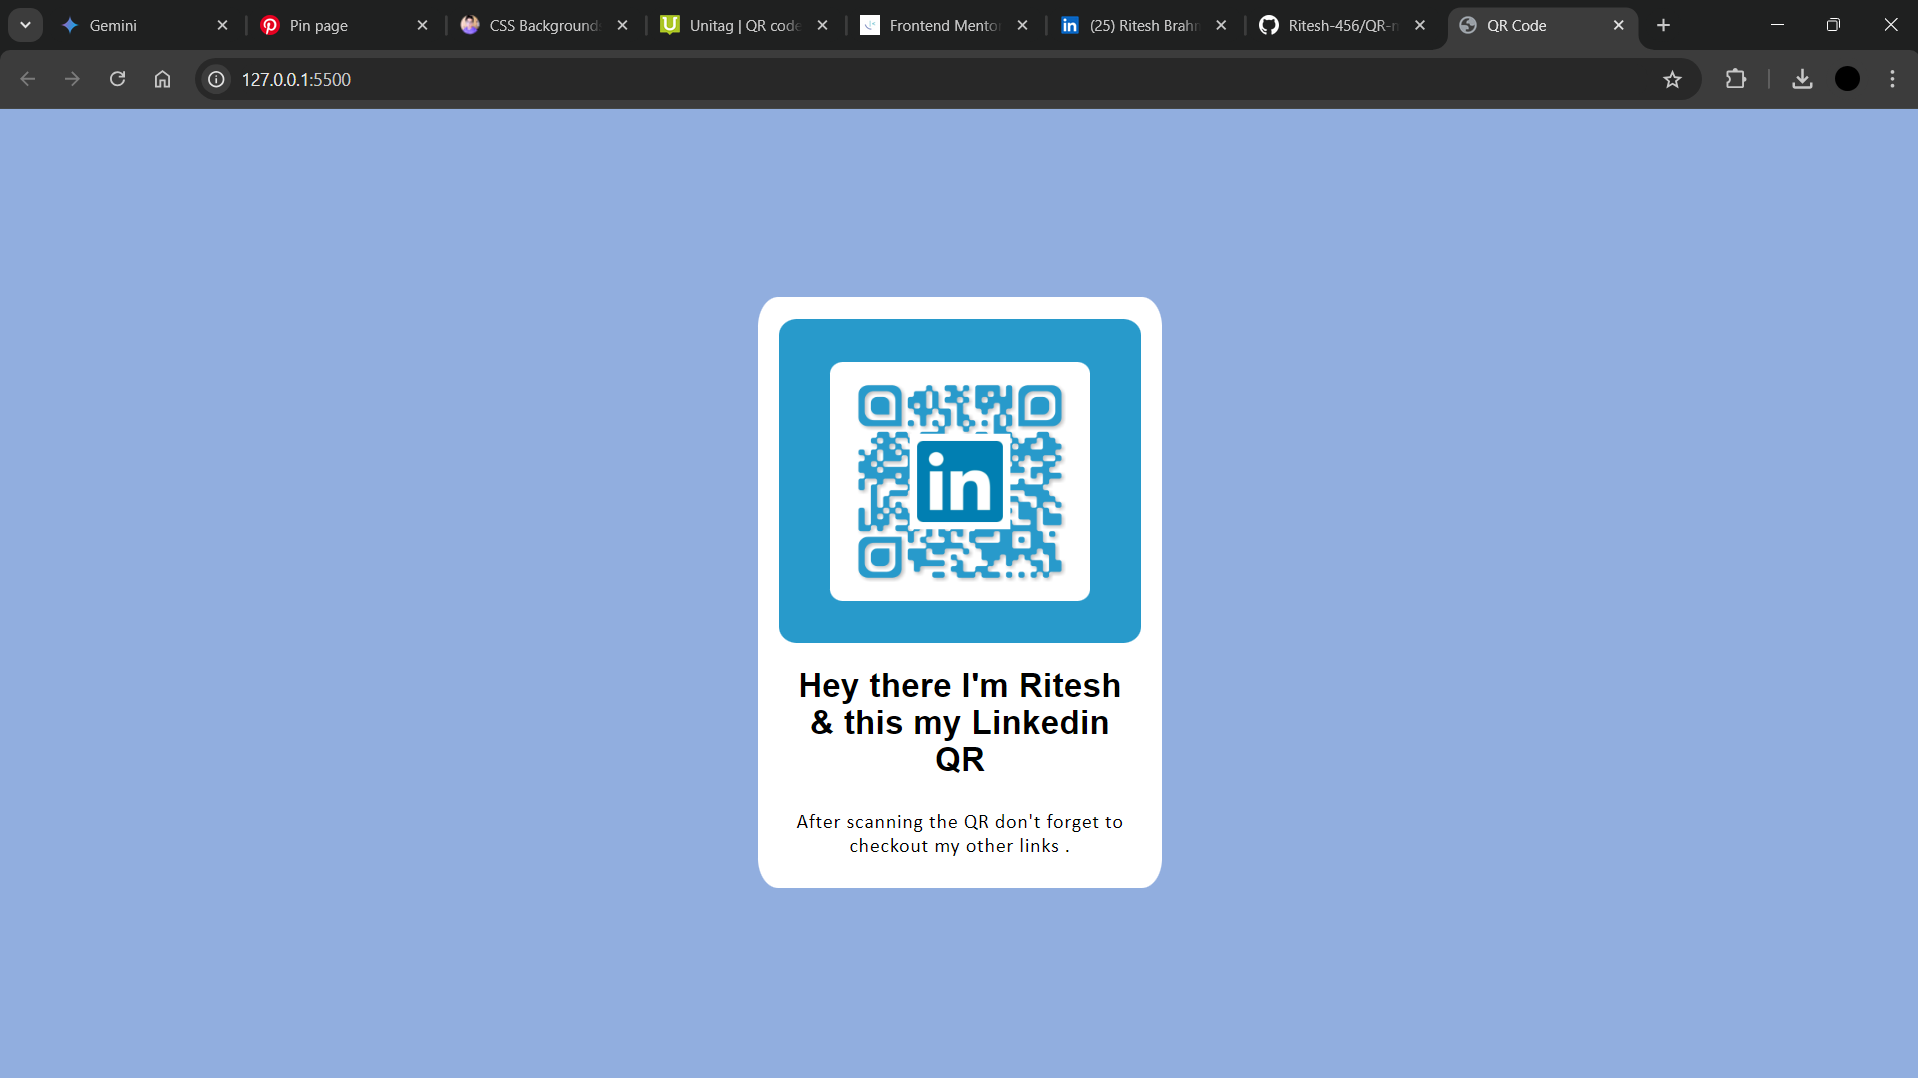 Gemini
Pin page
CSS Background
Unitag | QR code
Frontend Mento
(25) Ritesh Brahn
Ritesh-456/QR-n
QR Code
127.0.0.1:5500
in
Hey there I'm Ritesh
& this my Linkedin
QR
After scanning the QR don't forget to
checkout my other links .